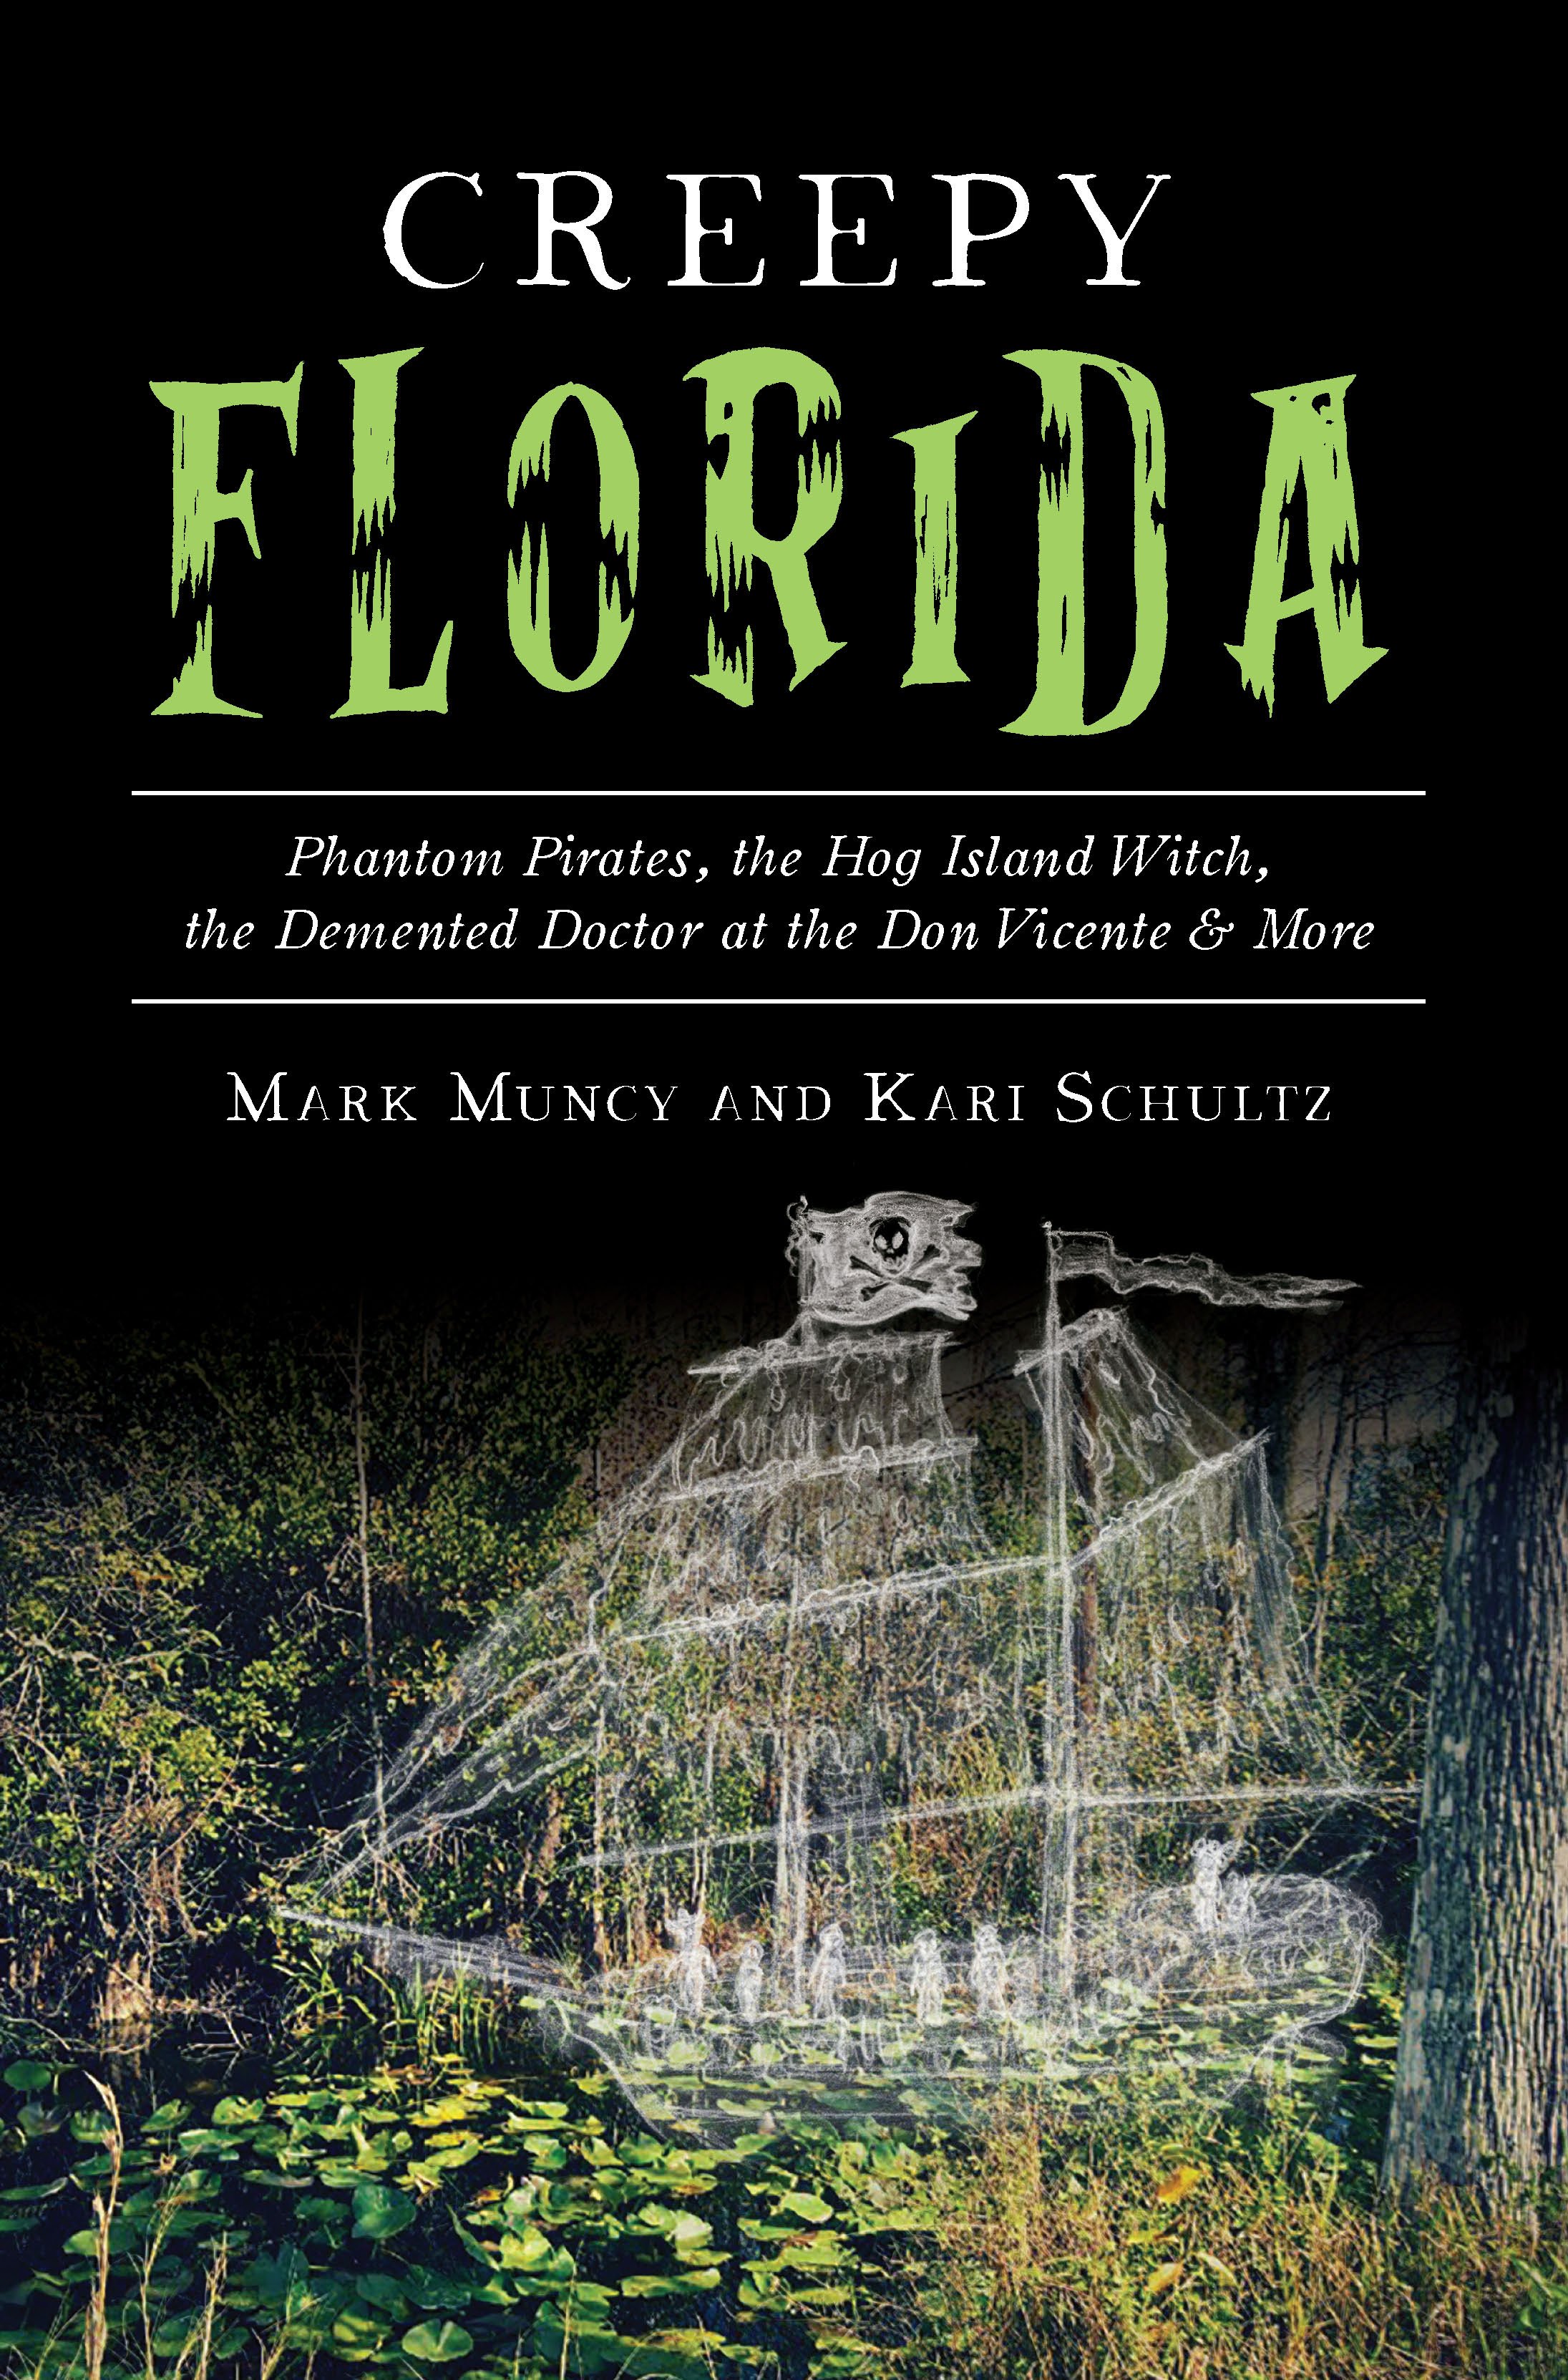 CREEPY
FLORIDA
Phantom Pirates, the Hog Island Witch,
the Demented Doctor at the Don Vicente & More
MARK MUNCY AND KARI SCHULTZ